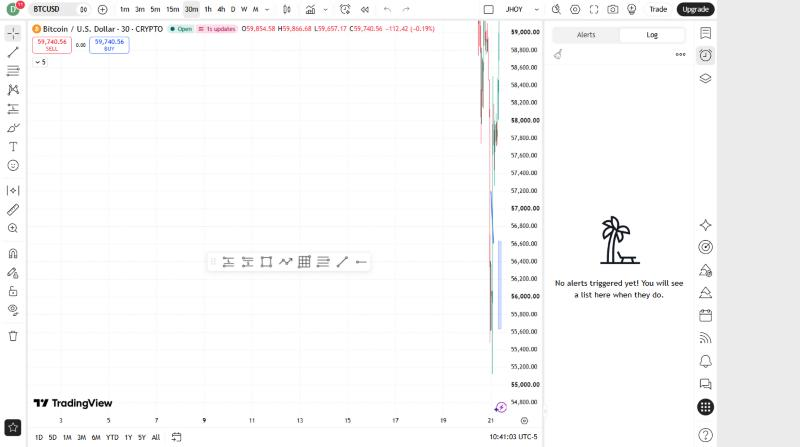 D 11 BTCUSD 1m 3m 5m 15m 30m 1h 4h D W M JHOY Trade Upgrade
Bitcoin / U.S. Dollar · 30 · CRYPTO Open 1s updates O59,854.58 H59,866.68 L59,657.17 C59,740.56 −112.42 (−0.19%)
59,740.56
SELL
0.00
59,740.56
BUY
5
Alerts Log
59,000.00
58,800.00
58,600.00
58,400.00
58,200.00
58,000.00
57,800.00
57,600.00
57,400.00
57,200.00
57,000.00
56,800.00
56,600.00
56,400.00
56,200.00
56,000.00
55,800.00
55,600.00
55,400.00
55,200.00
55,000.00
54,800.00
No alerts triggered yet! You will see
a list here when they do.
TradingView
3 5 7 9 11 13 15 17 19 21
1D 5D 1M 3M 6M YTD 1Y 5Y All 10:41:03 UTC-5